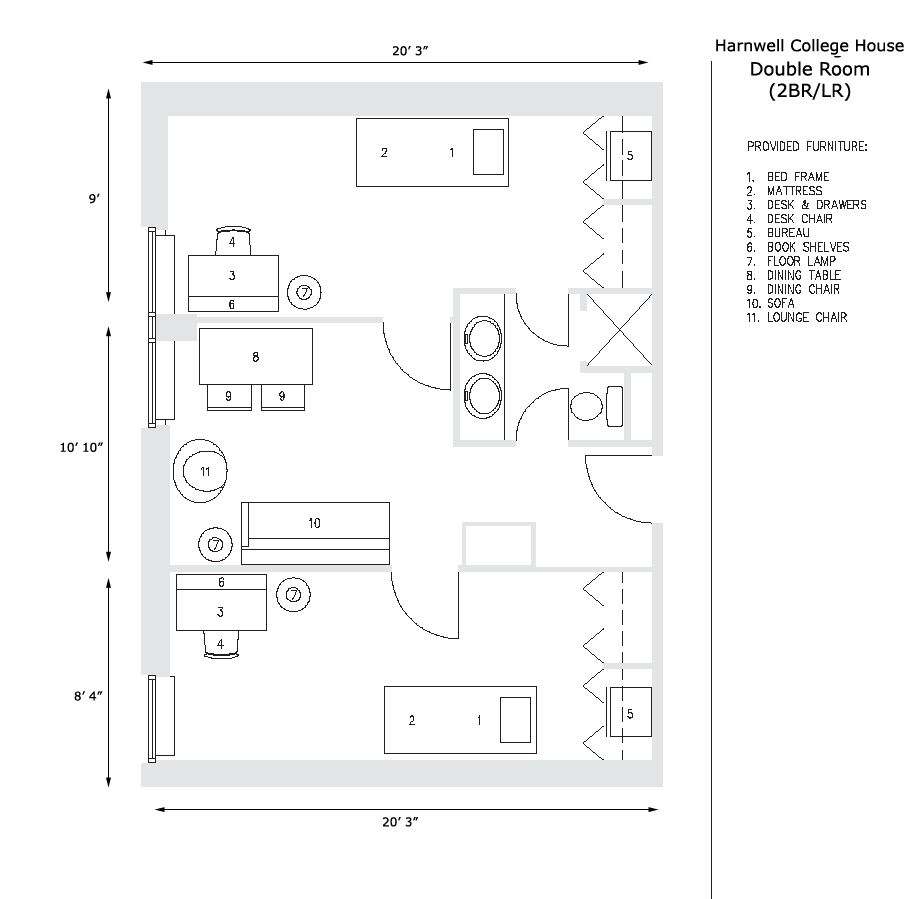 20’ 3”
Harnwell College House
Double Room
(2BR/LR)
PROVIDED FURNITURE:
1. BED FRAME
2. MATTRESS
3. DESK & DRAWERS
4. DESK CHAIR
5. BUREAU
6. BOOK SHELVES
7. FLOOR LAMP
8. DINING TABLE
9. DINING CHAIR
10. SOFA
11. LOUNGE CHAIR
2 1 5
9’
4
3
7
6
8
9 9
10’ 10”
11
10
7
6
7
3
4
8’ 4”
2 1 5
20’ 3”